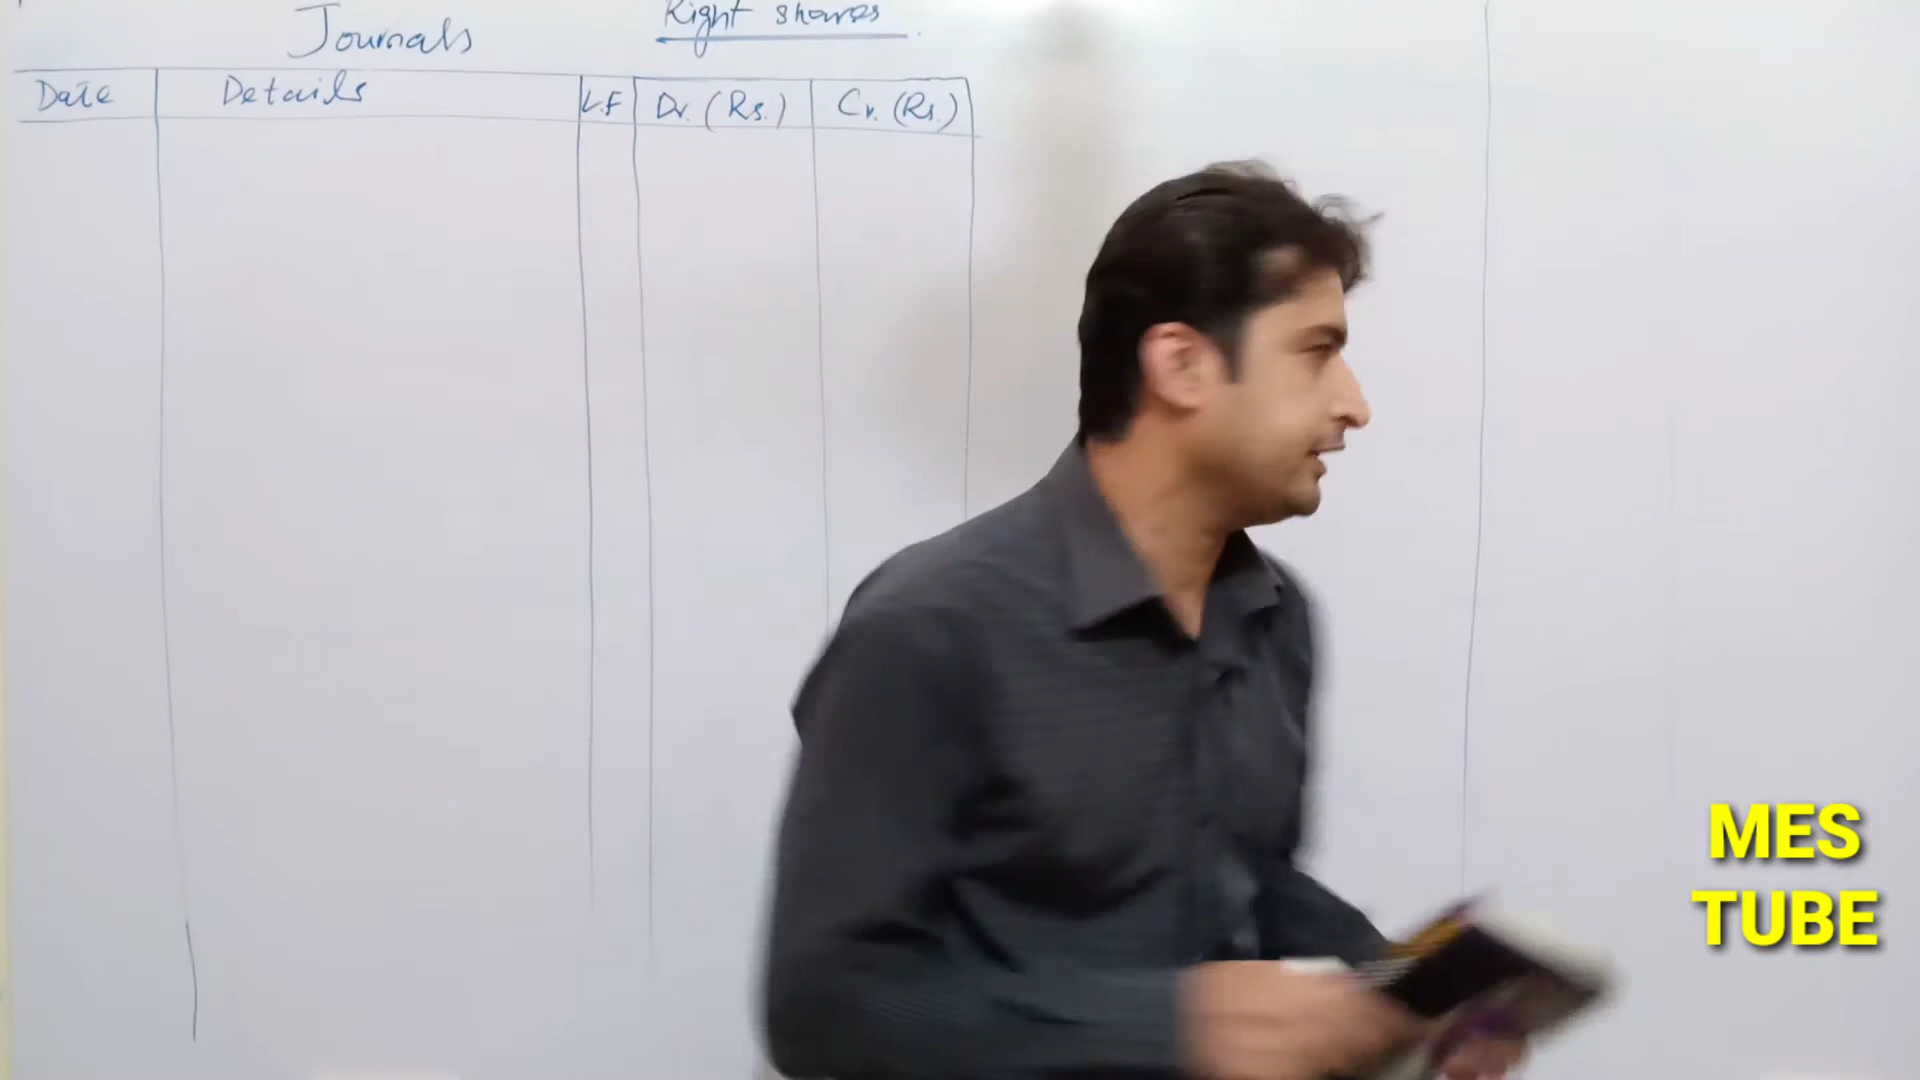 Journals
Right shares
Date Details L.F Dr. (Rs.) Cr. (Rs.)
MES
TUBE